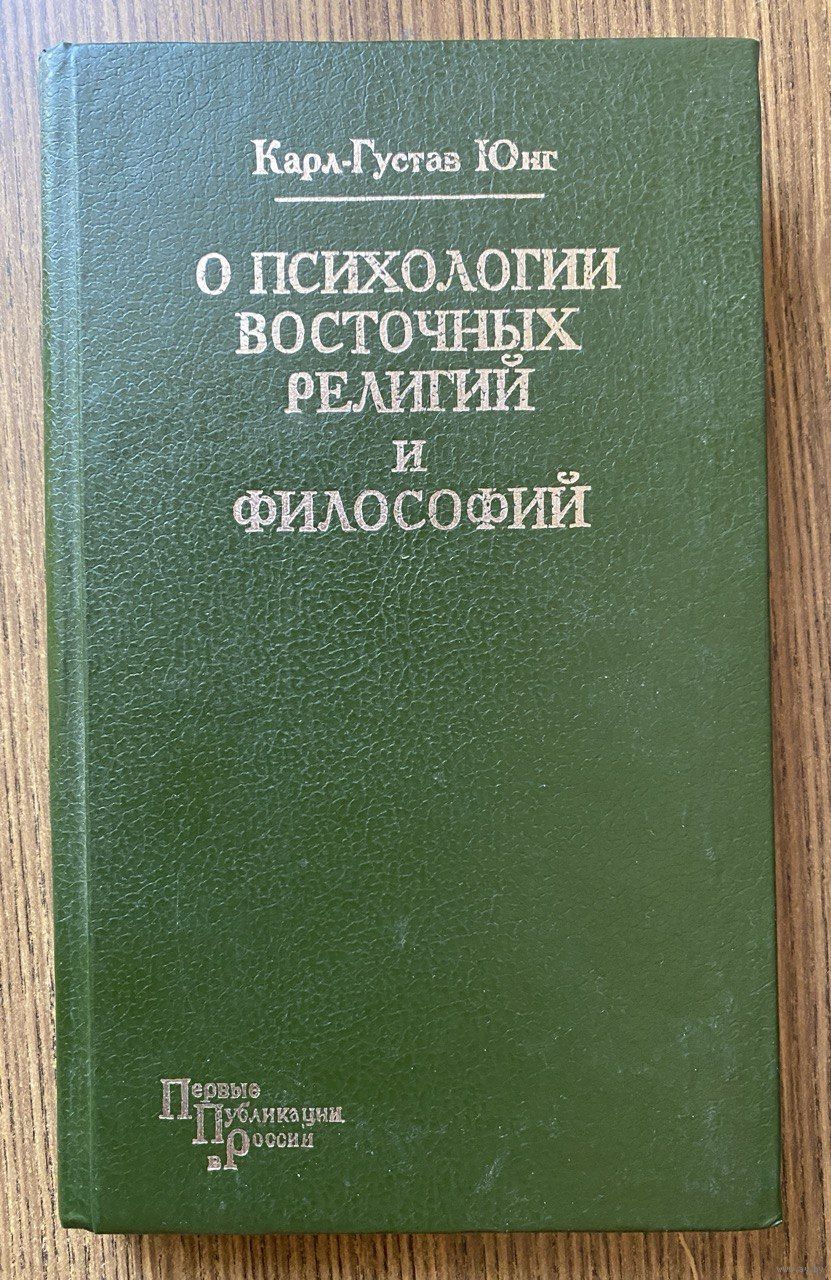 Карл-Густав Юнг
О ПСИХОЛОГИИ
ВОСТОЧНЫХ
РЕЛИГИЙ
и
ФИЛОСОФИЙ
Первые
Публикации
в России